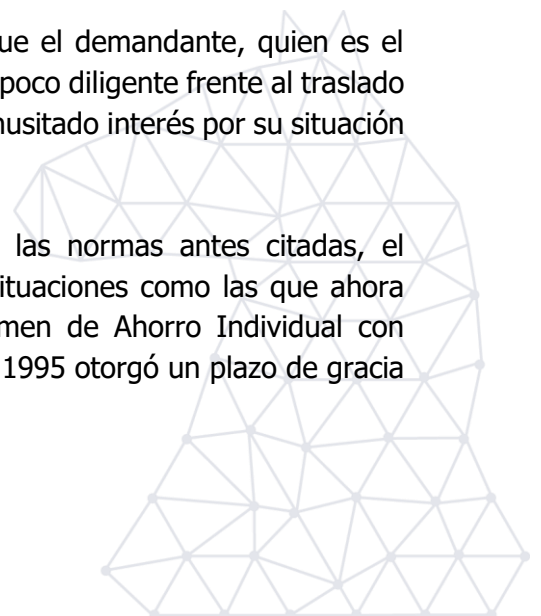 ue el demandante, quien es el
poco diligente frente al traslado
nusitado interés por su situación
las normas antes citadas, el
ituaciones como las que ahora
men de Ahorro Individual con
1995 otorgó un plazo de gracia